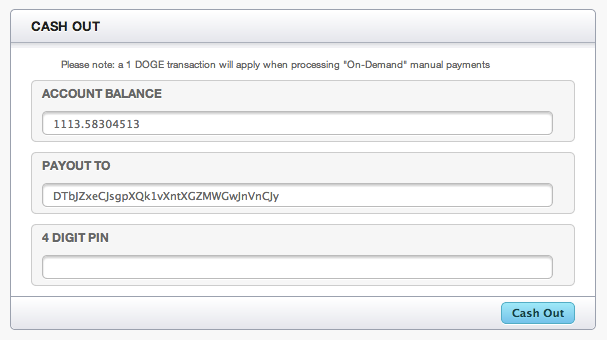 CASH OUT
Please note: a 1 DOGE transaction will apply when processing "On-Demand" manual payments
ACCOUNT BALANCE
1113.58304513
PAYOUT TO
DTbJZxeCJsgpXQk1vXntXGZMWGwJnVnCJy
4 DIGIT PIN
Cash Out